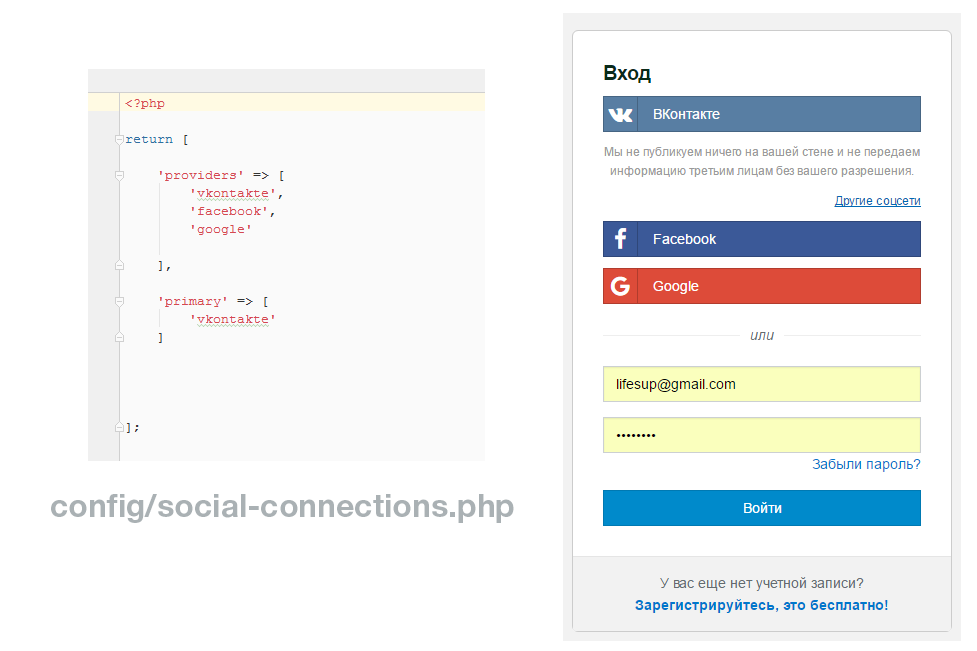 <?php
return [
'providers' => [
'vkontakte',
'facebook',
'google'
],
'primary' => [
'vkontakte'
]
];
config/social-connections.php
Вход
ВКонтакте
Мы не публикуем ничего на вашей стене и не передаем
информацию третьим лицам без вашего разрешения.
Другие соцсети
Facebook
Google
или
lifesup@gmail.com
••••••••
Забыли пароль?
Войти
У вас еще нет учетной записи?
Зарегистрируйтесь, это бесплатно!